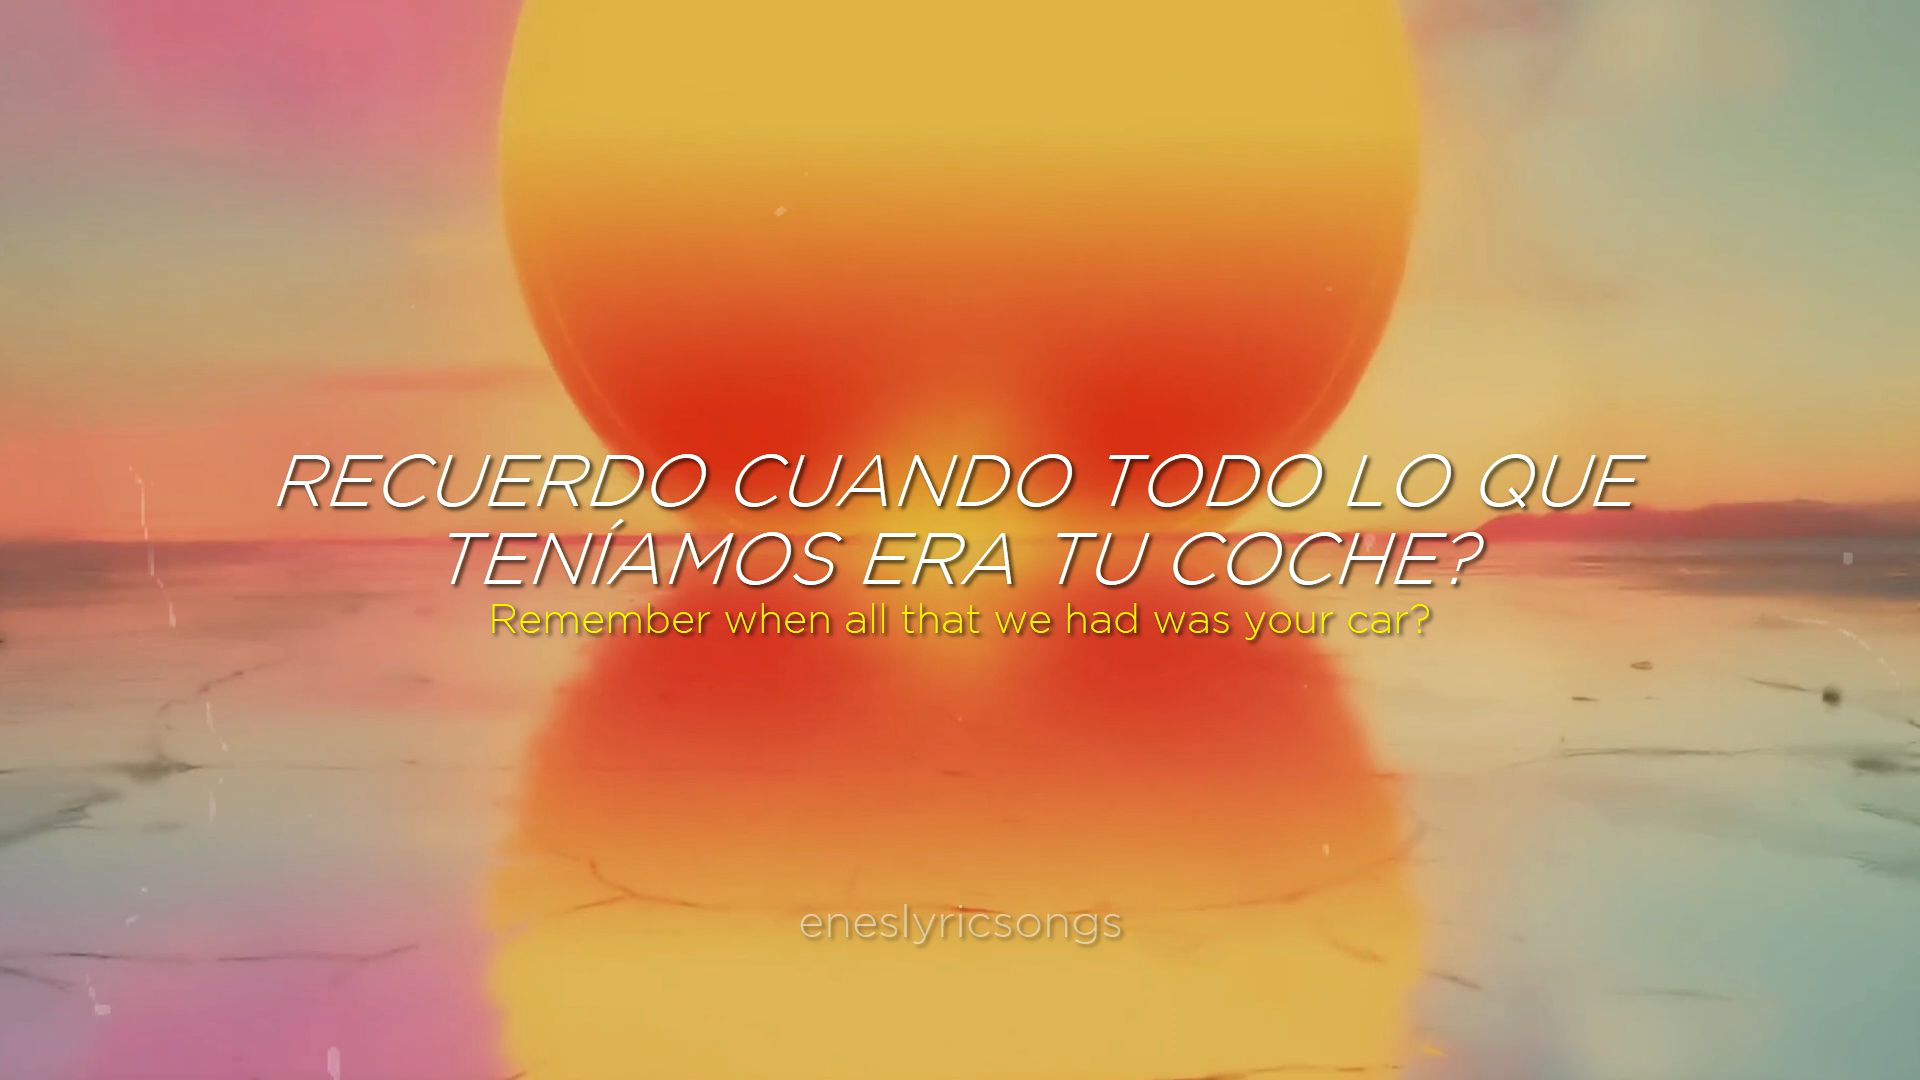 RECUERDO CUANDO TODO LO QUE
TENÍAMOS ERA TU COCHE?
Remember when all that we had was your car?
eneslyricsongs